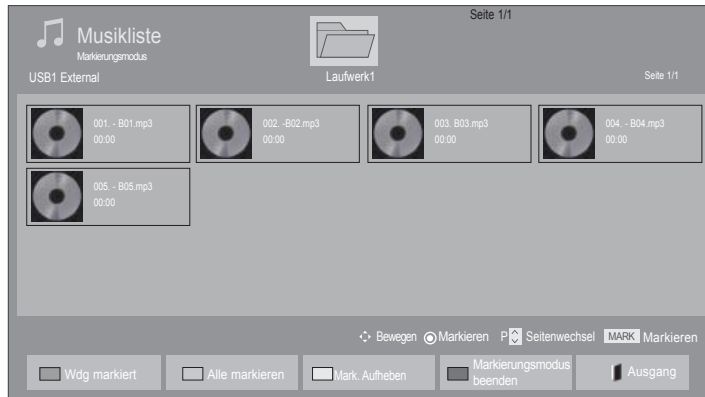 Seite 1/1
Musikliste
Markierungsmodus
USB1 External
Laufwerk1
Seite 1/1
001. - B01.mp3
00:00
002. -B02.mp3
00:00
003. B03.mp3
00:00
004. - B04.mp3
00:00
005. - B05.mp3
00:00
Bewegen Markieren P Seitenwechsel MARK Markieren
Wdg markiert
Alle markieren
Mark. Aufheben
Markierungsmodus
beenden
Ausgang